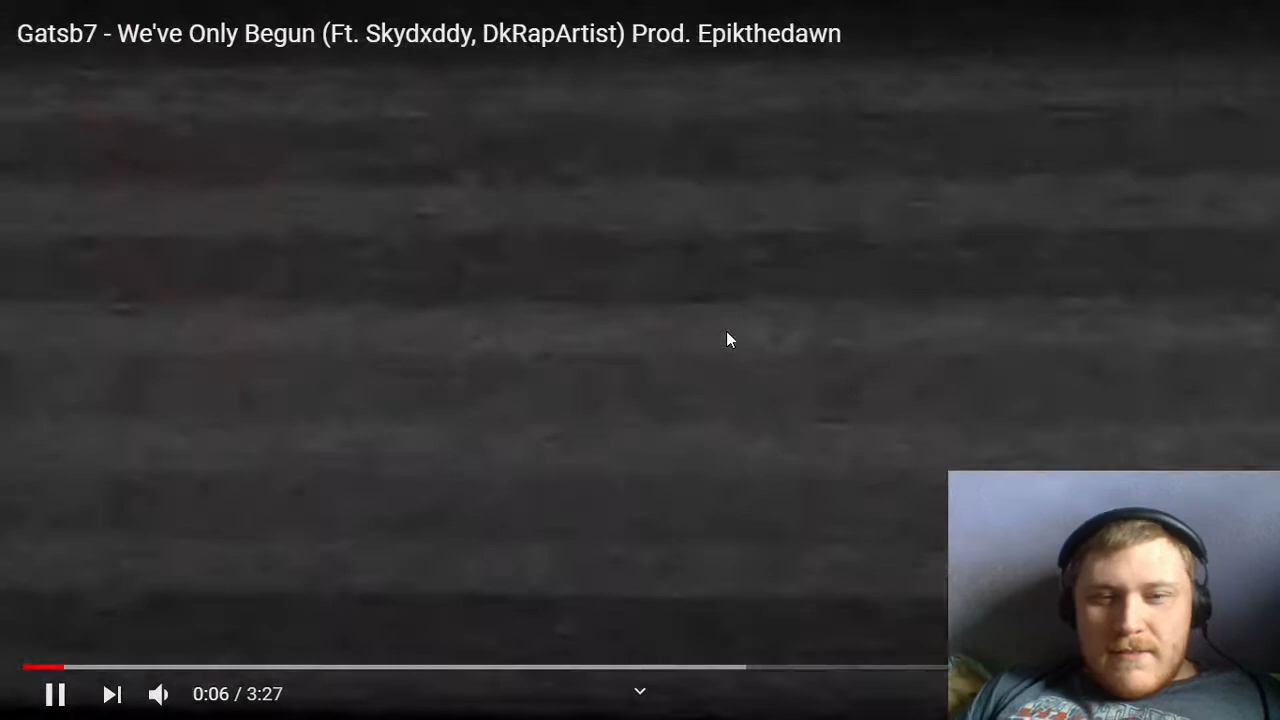 Gatsb7 - We've Only Begun (Ft. Skydxddy, DkRapArtist) Prod. Epikthedawn
0:06 / 3:27